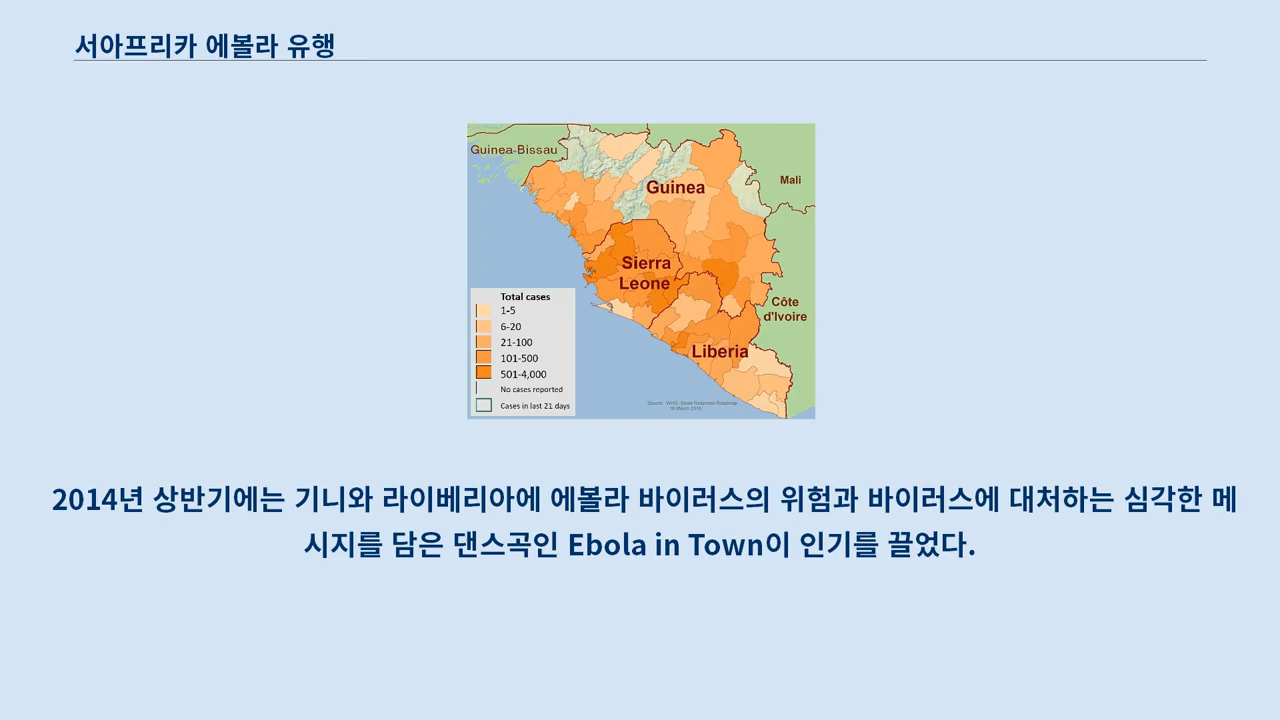 서아프리카 에볼라 유행
Guinea-Bissau
Guinea
Mali
Sierra
Leone
Côte
d'Ivoire
Liberia
Total cases
1-5
6-20
21-100
101-500
501-4,000
No cases reported
Cases in last 21 days
Source: WHO: Ebola Response Roadmap
2014년 상반기에는 기니와 라이베리아에 에볼라 바이러스의 위험과 바이러스에 대처하는 심각한 메
시지를 담은 댄스곡인 Ebola in Town이 인기를 끌었다.